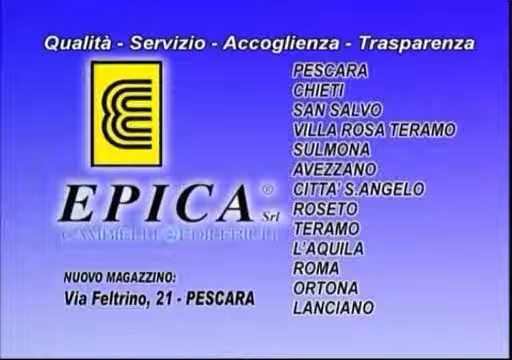 Qualità - Servizio - Accoglienza - Trasparenza
PESCARA
CHIETI
SAN SALVO
VILLA ROSA TERAMO
SULMONA
AVEZZANO
CITTA' S.ANGELO
ROSETO
TERAMO
L'AQUILA
ROMA
ORTONA
LANCIANO
EPICA® Srl
NUOVO MAGAZZINO:
Via Feltrino, 21 - PESCARA